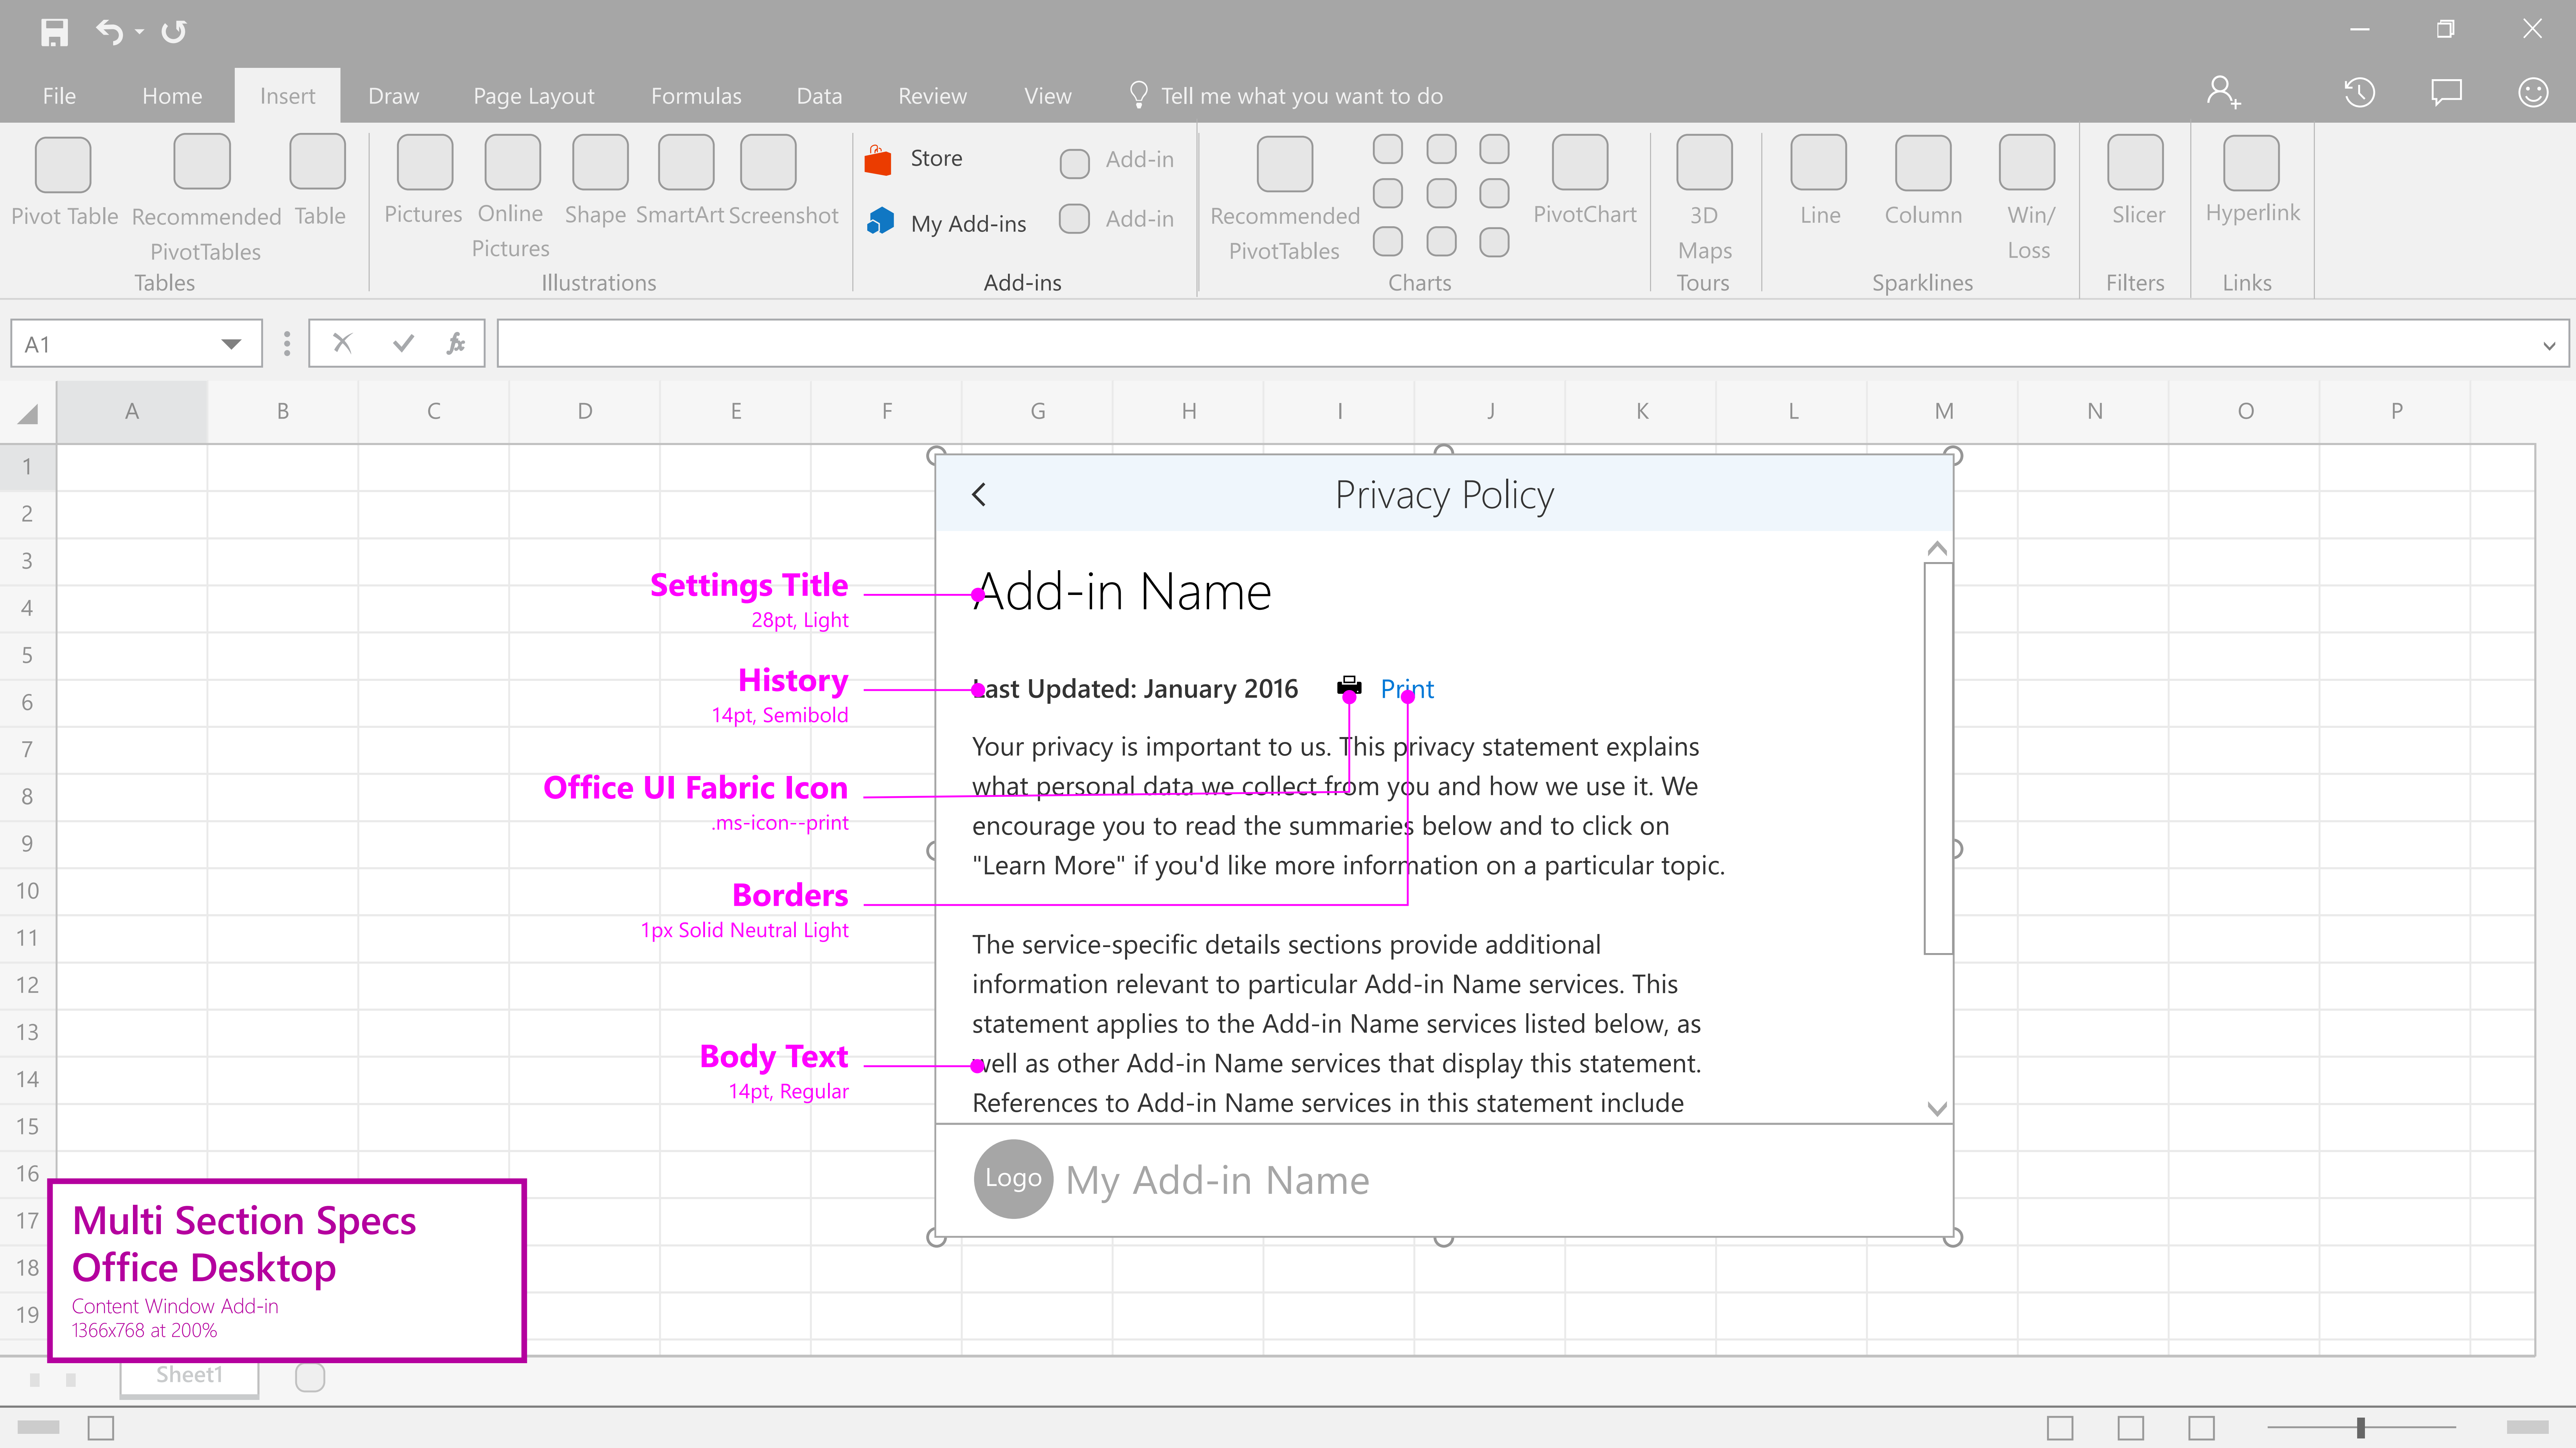 File Home Insert Draw Page Layout Formulas Data Review View Tell me what you want to do
Pivot Table
Recommended
PivotTables
Table
Tables
Pictures
Online
Pictures
Shape
SmartArt
Screenshot
Illustrations
Store
Add-in
My Add-ins
Add-in
Add-ins
Recommended
PivotTables
PivotChart
Charts
3D
Maps
Tours
Line
Column
Win/
Loss
Sparklines
Slicer
Filters
Hyperlink
Links
A1
fx
A B C D E F G H I J K L M N O P
1
2
3
4
5
6
7
8
9
10
11
12
13
14
15
16
17
18
19
Privacy Policy
Add-in Name
Last Updated: January 2016 Print
Your privacy is important to us. This privacy statement explains
what personal data we collect from you and how we use it. We
encourage you to read the summaries below and to click on
"Learn More" if you'd like more information on a particular topic.
The service-specific details sections provide additional
information relevant to particular Add-in Name services. This
statement applies to the Add-in Name services listed below, as
well as other Add-in Name services that display this statement.
References to Add-in Name services in this statement include
Logo My Add-in Name
Settings Title
28pt, Light
History
14pt, Semibold
Office UI Fabric Icon
.ms-icon--print
Borders
1px Solid Neutral Light
Body Text
14pt, Regular
Multi Section Specs
Office Desktop
Content Window Add-in
1366x768 at 200%
Sheet1